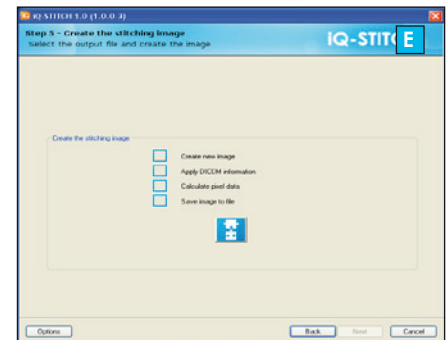 iQ-STITCH 1.0 (1.0.0.3)
Step 5 - Create the stitching image
Select the output file and create the image
iQ-STITC
E
Create the stitching image
Create new image
Apply DICOM information
Calculate pixel data
Save image to file
Options
Back
Next
Cancel